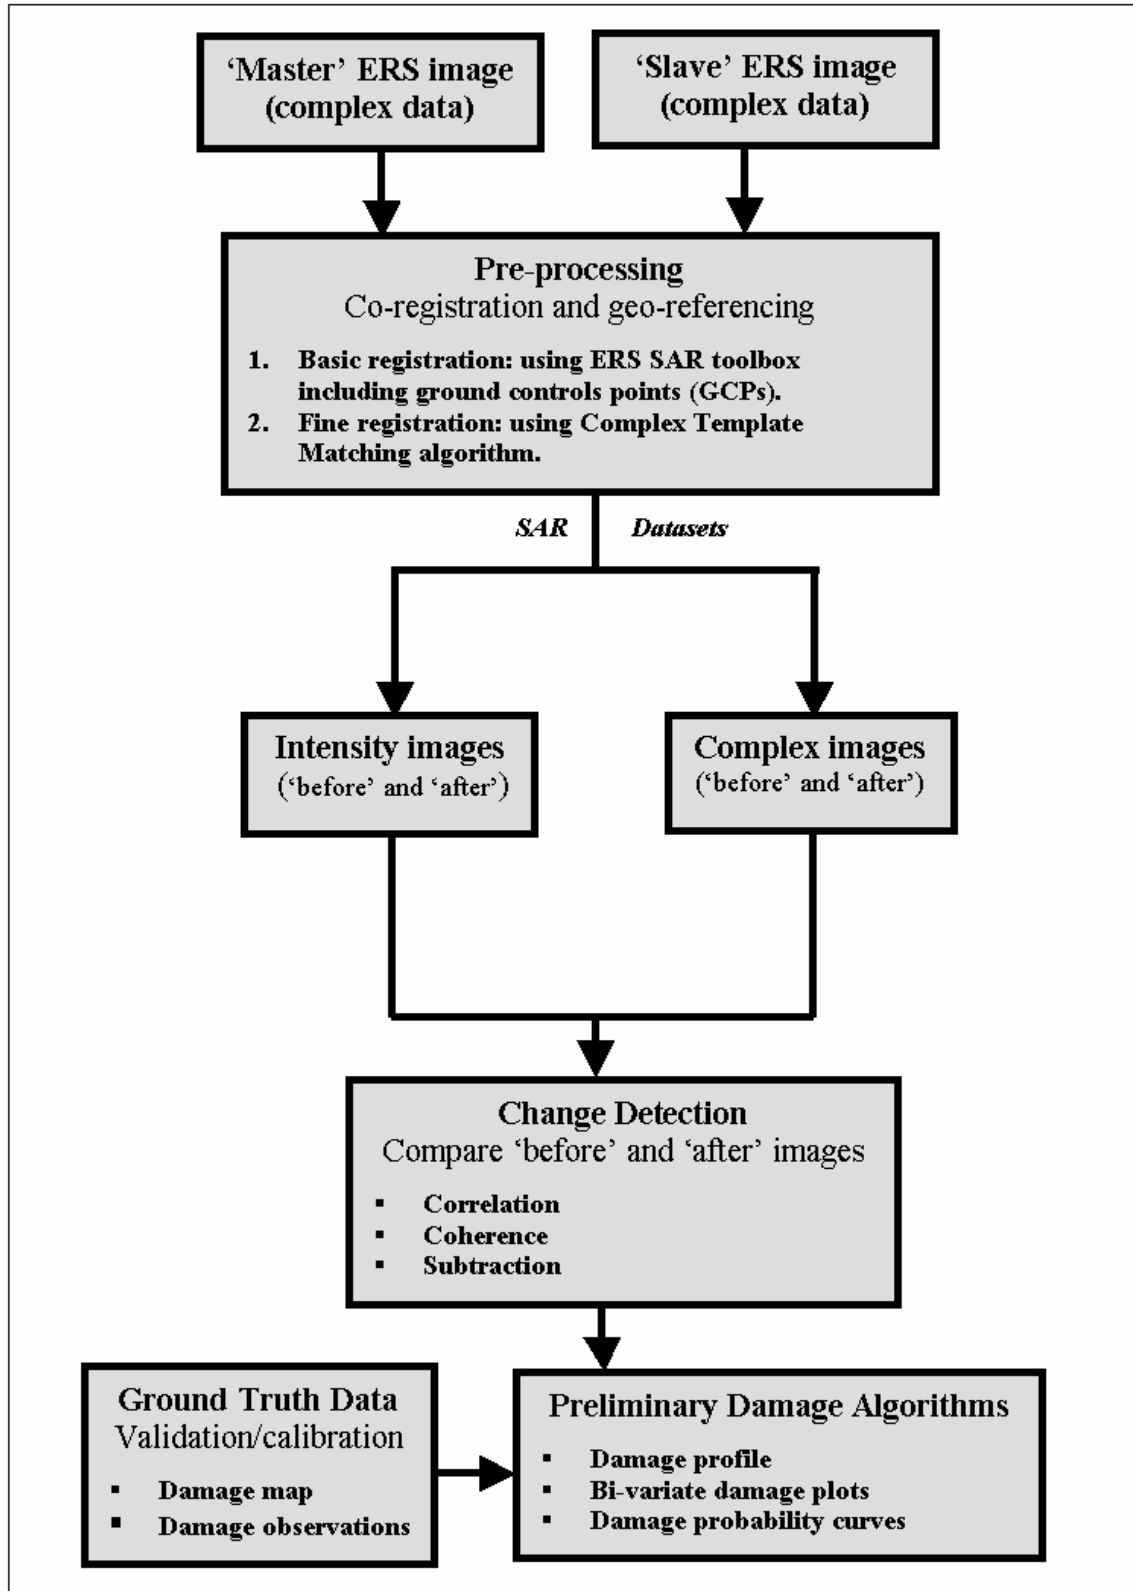 ‘Master’ ERS image
(complex data)
‘Slave’ ERS image
(complex data)
Pre-processing
Co-registration and geo-referencing
1. Basic registration: using ERS SAR toolbox
including ground controls points (GCPs).
2. Fine registration: using Complex Template
Matching algorithm.
SAR Datasets
Intensity images
(‘before’ and ‘after’)
Complex images
(‘before’ and ‘after’)
Change Detection
Compare ‘before’ and ‘after’ images
▪ Correlation
▪ Coherence
▪ Subtraction
Ground Truth Data
Validation/calibration
▪ Damage map
▪ Damage observations
Preliminary Damage Algorithms
▪ Damage profile
▪ Bi-variate damage plots
▪ Damage probability curves